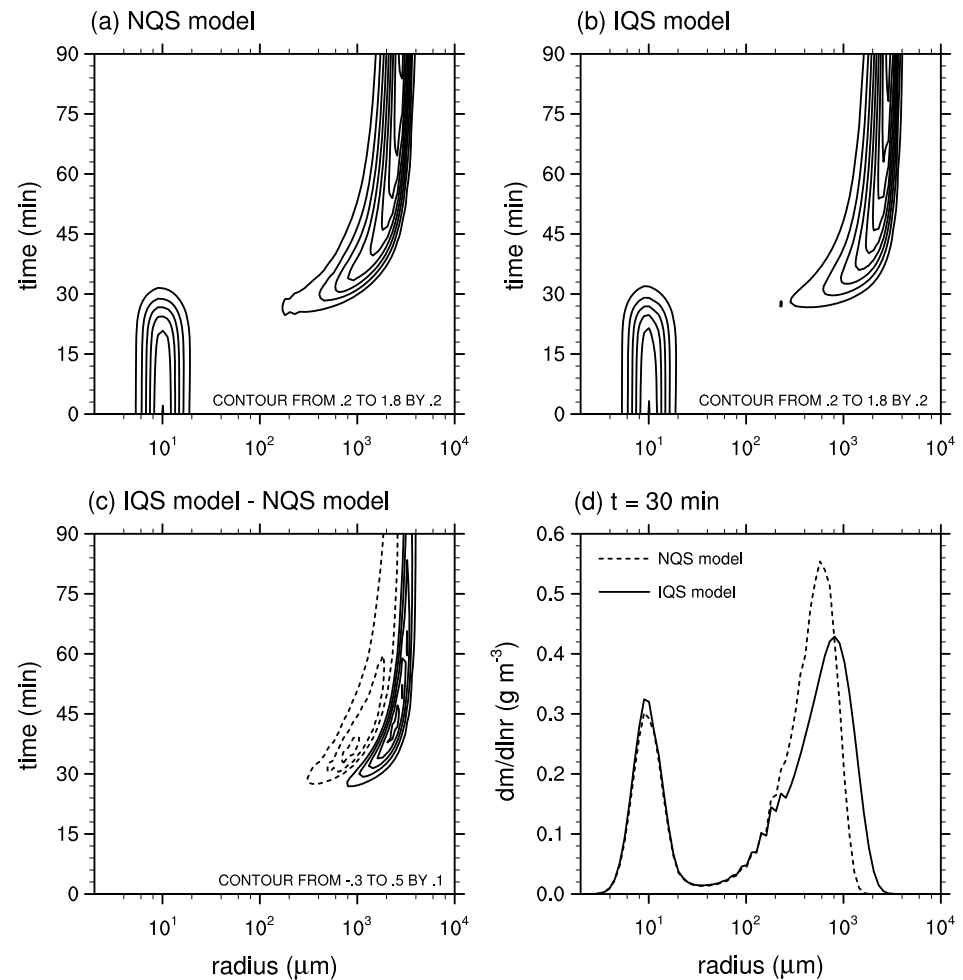 (a) NQS model
90
75
60
45
30
15
0
time (min)
CONTOUR FROM .2 TO 1.8 BY .2
10¹ 10² 10³ 10⁴
(b) IQS model
90
75
60
45
30
15
0
time (min)
CONTOUR FROM .2 TO 1.8 BY .2
10¹ 10² 10³ 10⁴
(c) IQS model - NQS model
90
75
60
45
30
15
0
time (min)
CONTOUR FROM -.3 TO .5 BY .1
10¹ 10² 10³ 10⁴
radius (μm)
(d) t = 30 min
0.6
0.5
0.4
0.3
0.2
0.1
0.0
dm/dlnr (g m⁻³)
NQS model
IQS model
10¹ 10² 10³ 10⁴
radius (μm)